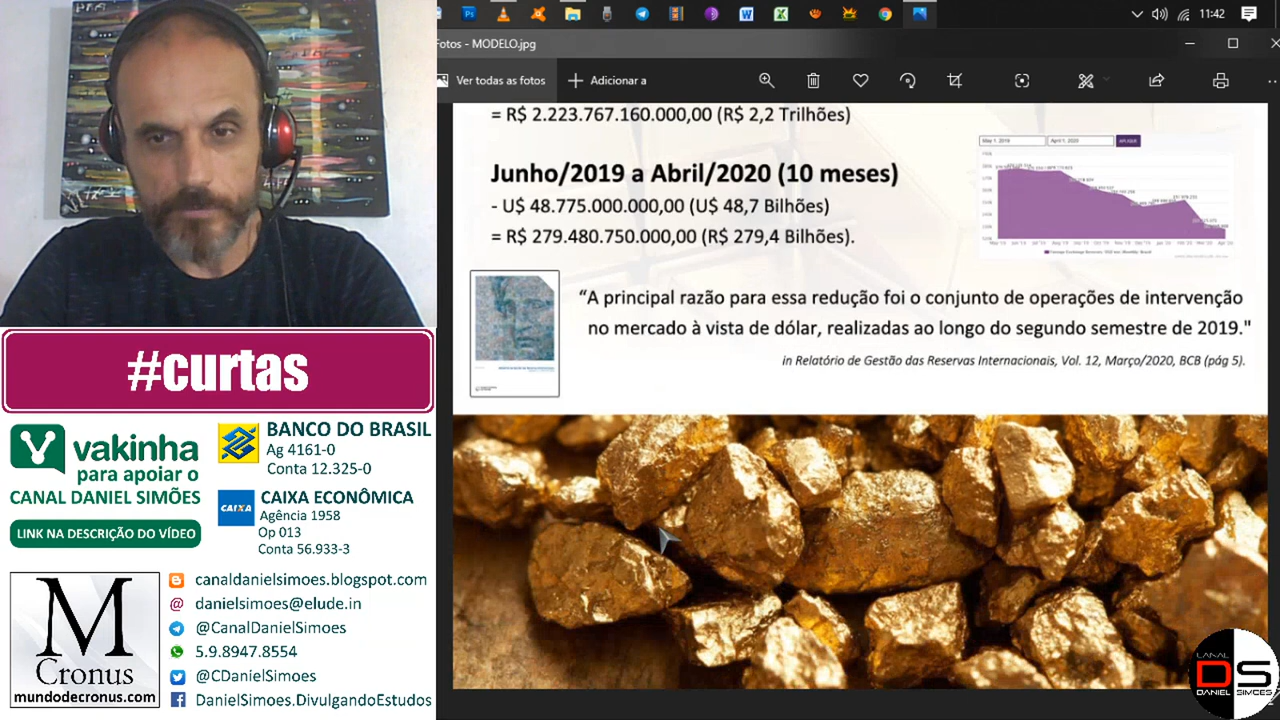 11:42
Fotos - MODELO.jpg
Ver todas as fotos
Adicionar a
= R$ 2.223.767.160.000,00 (R$ 2,2 Trilhões)
Junho/2019 a Abril/2020 (10 meses)
- U$ 48.775.000.000,00 (U$ 48,7 Bilhões)
= R$ 279.480.750.000,00 (R$ 279,4 Bilhões).
May 1, 2019
April 1, 2020
“A principal razão para essa redução foi o conjunto de operações de intervenção
no mercado à vista de dólar, realizadas ao longo do segundo semestre de 2019."
in Relatório de Gestão das Reservas Internacionais, Vol. 12, Março/2020, BCB (pág 5).
#curtas
vakinha
para apoiar o
CANAL DANIEL SIMÕES
LINK NA DESCRIÇÃO DO VÍDEO
BANCO DO BRASIL
Ag 4161-0
Conta 12.325-0
CAIXA
CAIXA ECONÔMICA
Agência 1958
Op 013
Conta 56.933-3
M
Cronus
mundodecronus.com
canaldanielsimoes.blogspot.com
@ danielsimoes@elude.in
@CanalDanielSimoes
5.9.8947.8554
@CDanielSimoes
DanielSimoes.DivulgandoEstudos
CANAL
DS
DANIEL SIMÕES